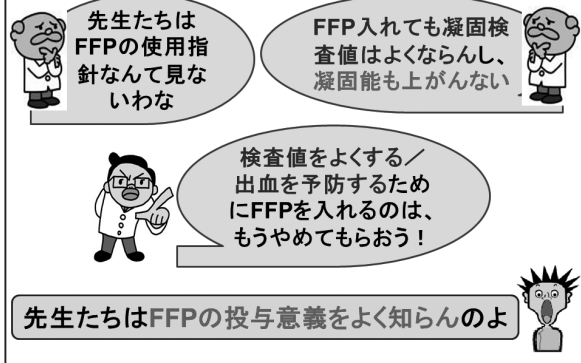 先生たちは
FFPの使用指
針なんて見な
いわな
FFP入れても凝固検
査値はよくならんし、
凝固能も上がんない
検査値をよくする／
出血を予防するため
にFFPを入れるのは、
もうやめてもらおう！
先生たちはFFPの投与意義をよく知らんのよ